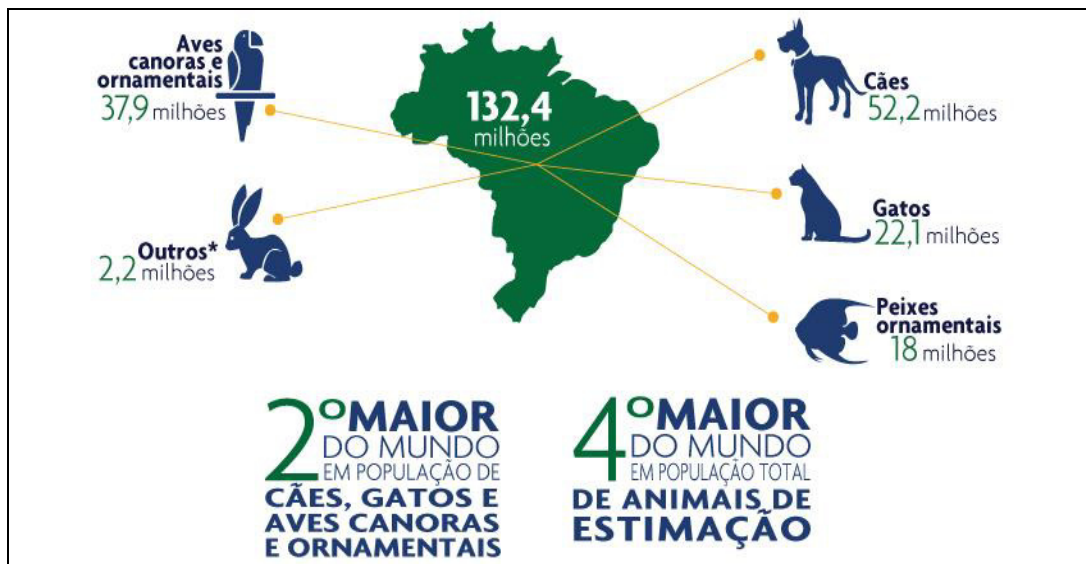 Aves
canoras e
ornamentais
37,9 milhões
Outros*
2,2 milhões
132,4
milhões
Cães
52,2 milhões
Gatos
22,1 milhões
Peixes
ornamentais
18 milhões
2º MAIOR
DO MUNDO
EM POPULAÇÃO DE
CÃES, GATOS E
AVES CANORAS
E ORNAMENTAIS
4º MAIOR
DO MUNDO
EM POPULAÇÃO TOTAL
DE ANIMAIS DE
ESTIMAÇÃO